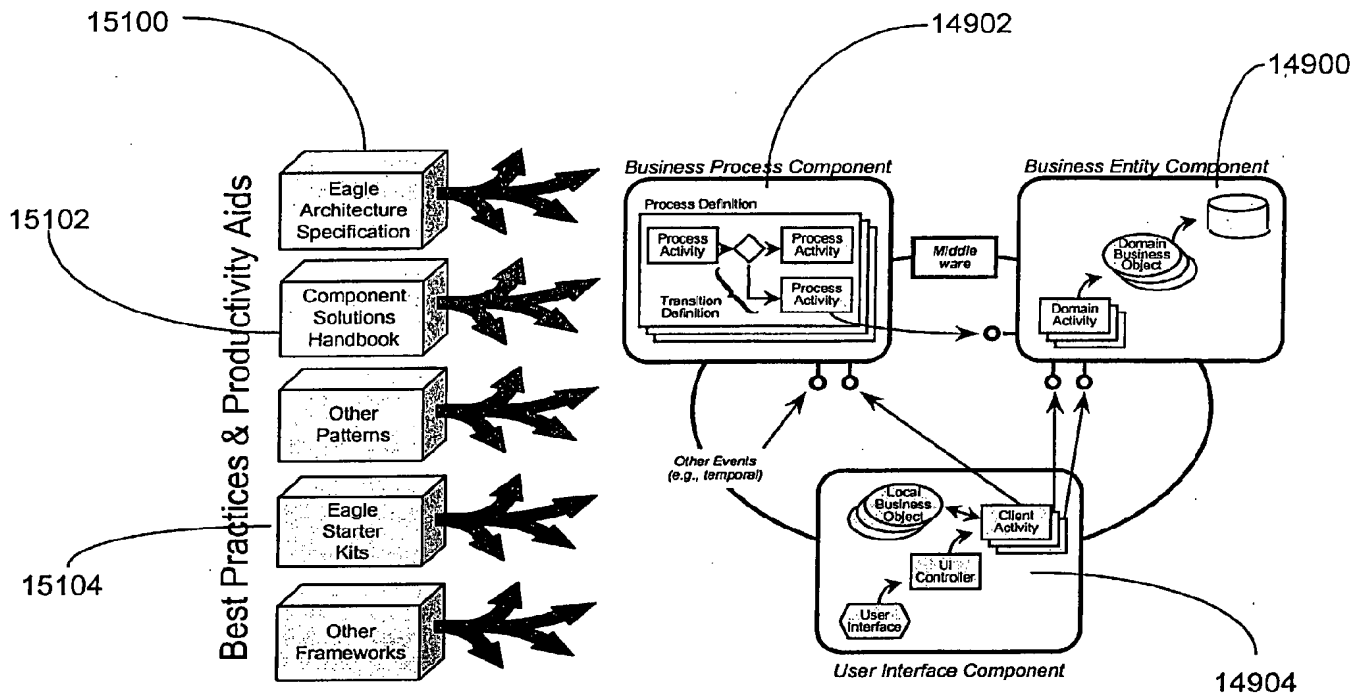 15100
14902
14900
15102
15104
14904
Best Practices & Productivity Aids
Eagle
Architecture
Specification
Component
Solutions
Handbook
Other
Patterns
Eagle
Starter
Kits
Other
Frameworks
Business Process Component
Process Definition
Process
Activity
Process
Activity
Process
Activity
Transition
Definition
Middle
ware
Business Entity Component
Domain
Business
Object
Domain
Activity
Other Events
(e.g., temporal)
Local
Business
Object
Client
Activity
UI
Controller
User
Interface
User Interface Component